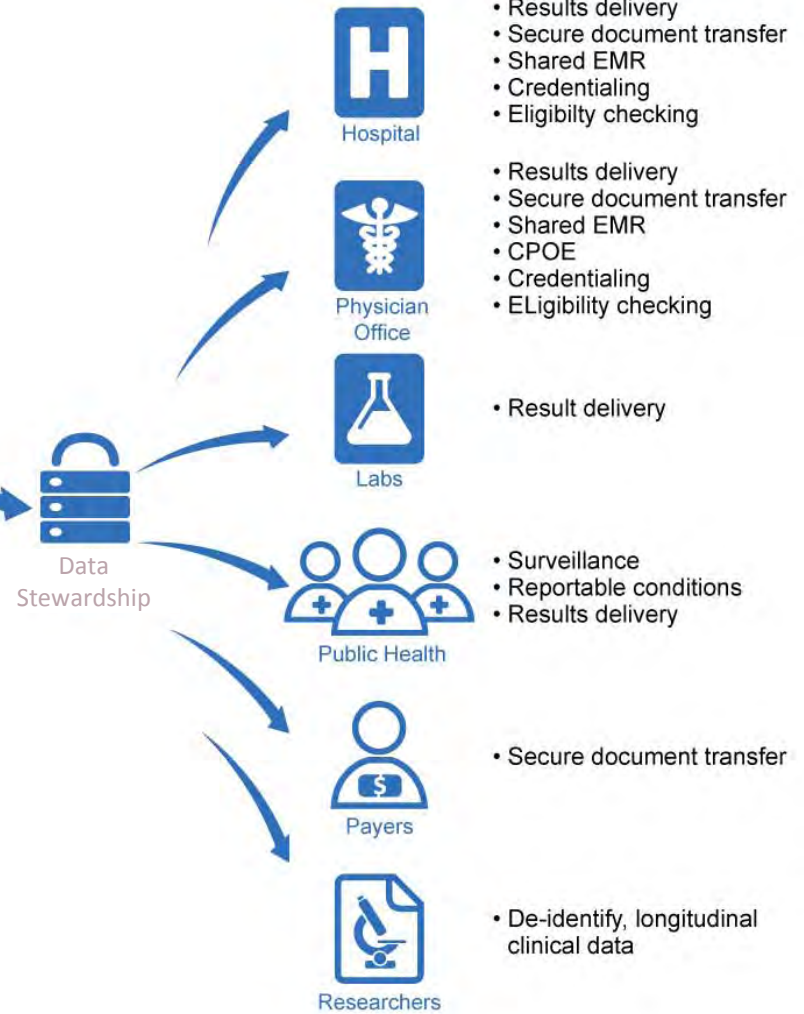 • Results delivery
• Secure document transfer
• Shared EMR
• Credentialing
• Eligibilty checking
H
Hospital
• Results delivery
• Secure document transfer
• Shared EMR
• CPOE
• Credentialing
• ELigibility checking
Physician
Office
• Result delivery
Labs
Data
Stewardship
• Surveillance
• Reportable conditions
• Results delivery
Public Health
• Secure document transfer
$
Payers
• De-identify, longitudinal
clinical data
Researchers